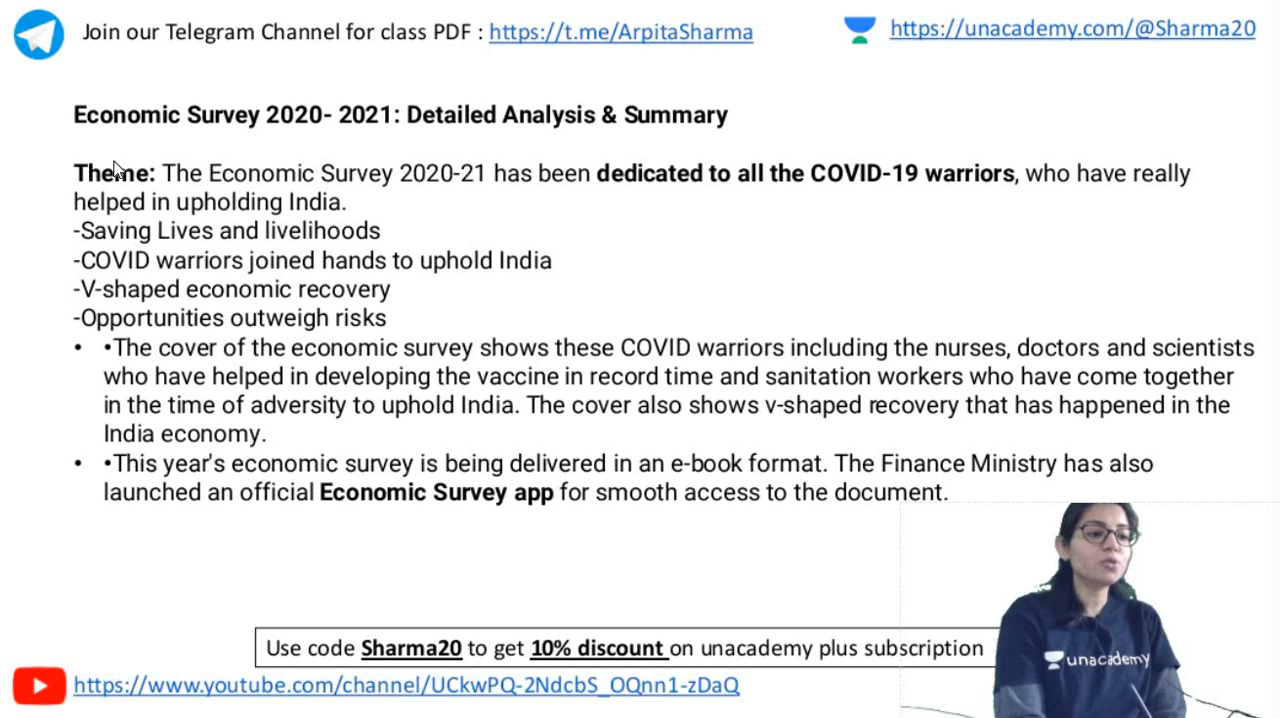 Join our Telegram Channel for class PDF : https://t.me/ArpitaSharma
https://unacademy.com/@Sharma20
Economic Survey 2020- 2021: Detailed Analysis & Summary
Theme: The Economic Survey 2020-21 has been dedicated to all the COVID-19 warriors, who have really
helped in upholding India.
-Saving Lives and livelihoods
-COVID warriors joined hands to uphold India
-V-shaped economic recovery
-Opportunities outweigh risks
• •The cover of the economic survey shows these COVID warriors including the nurses, doctors and scientists
who have helped in developing the vaccine in record time and sanitation workers who have come together
in the time of adversity to uphold India. The cover also shows v-shaped recovery that has happened in the
India economy.
• •This year's economic survey is being delivered in an e-book format. The Finance Ministry has also
launched an official Economic Survey app for smooth access to the document.
Use code Sharma20 to get 10% discount on unacademy plus subscription
unacademy
https://www.youtube.com/channel/UCkwPQ-2NdcbS_OQnn1-zDaQ